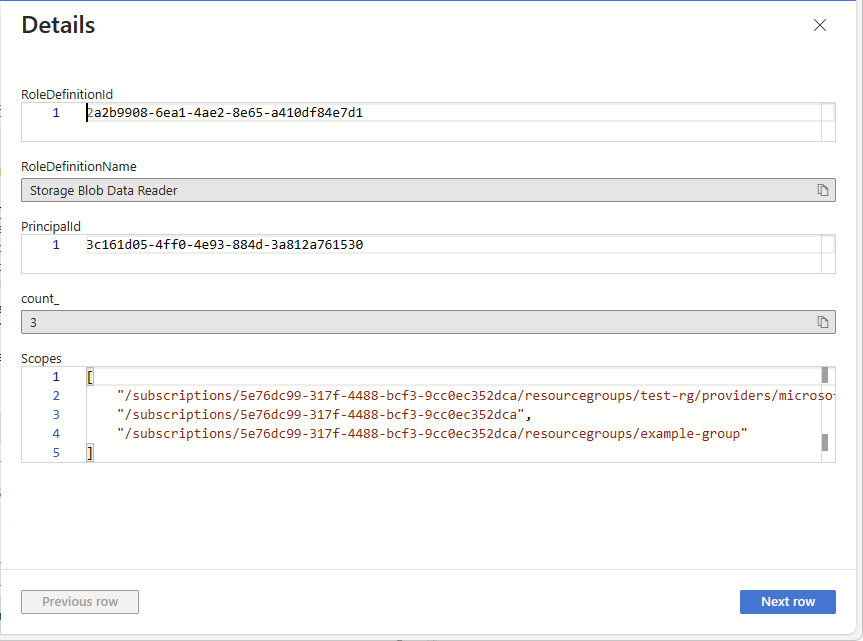 Details
RoleDefinitionId
1 2a2b9908-6ea1-4ae2-8e65-a410df84e7d1
RoleDefinitionName
Storage Blob Data Reader
PrincipalId
1 3c161d05-4ff0-4e93-884d-3a812a761530
count_
3
Scopes
1 [
2 "/subscriptions/5e76dc99-317f-4488-bcf3-9cc0ec352dca/resourcegroups/test-rg/providers/microso
3 "/subscriptions/5e76dc99-317f-4488-bcf3-9cc0ec352dca",
4 "/subscriptions/5e76dc99-317f-4488-bcf3-9cc0ec352dca/resourcegroups/example-group"
5 ]
Previous row
Next row